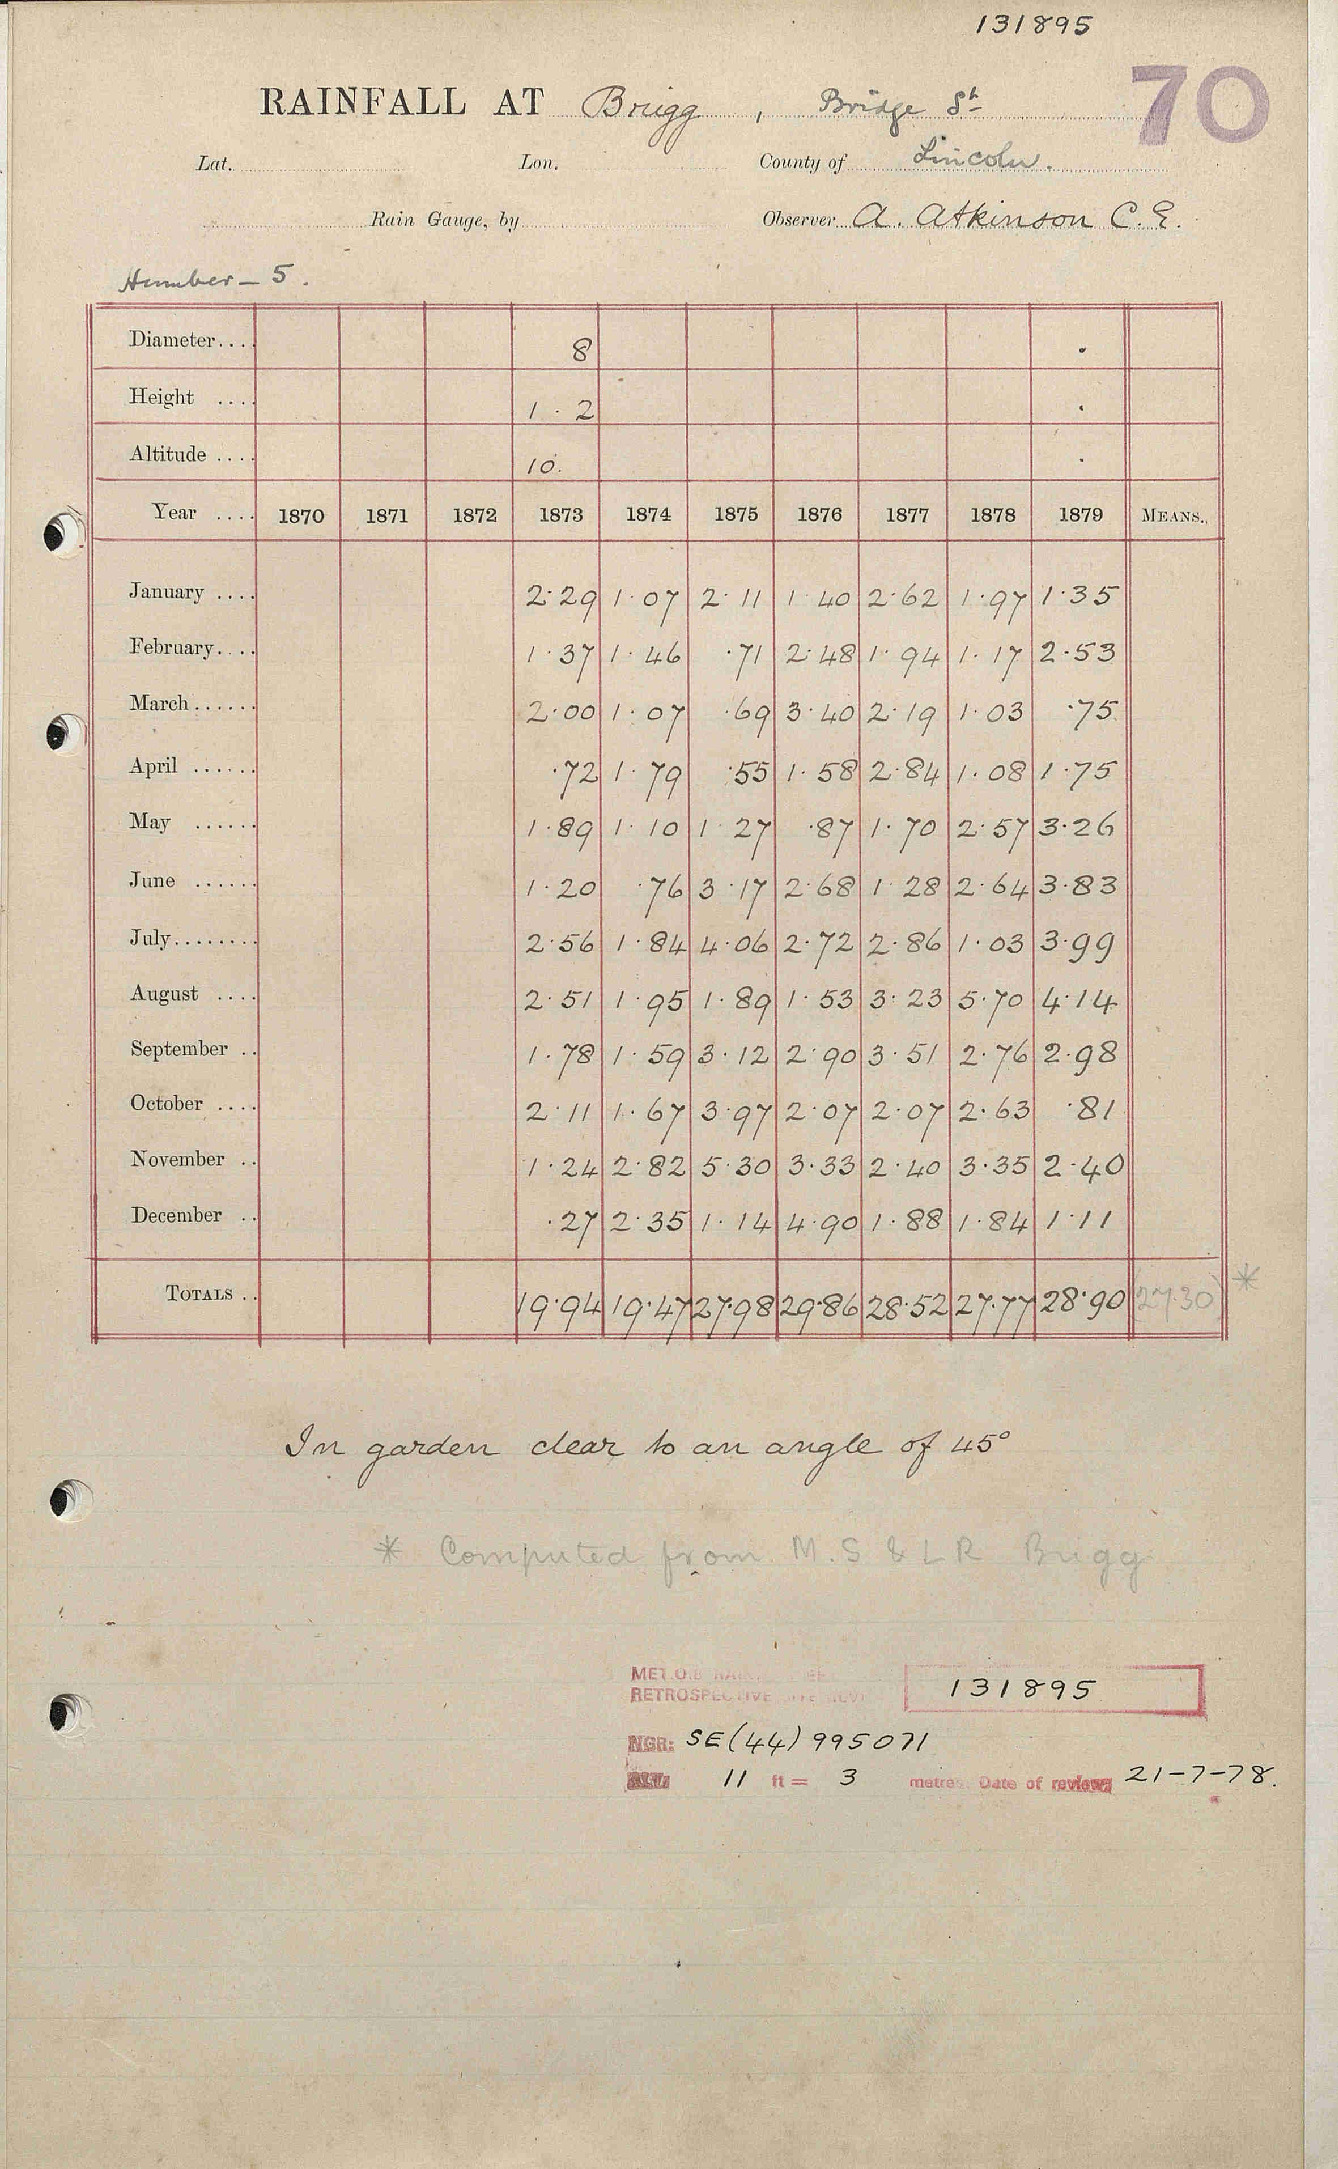 131895
70
RAINFALL AT Brigg, Bridge St
Lat. Lon. County of Lincoln.
Rain Gauge, by Observer A. Atkinson C.E.
Humber - 5.
Diameter.... 8
Height .... 1 . 2
Altitude .... 10.
Year .... 1870 1871 1872 1873 1874 1875 1876 1877 1878 1879 MEANS..
January .... 2.29 1.07 2.11 1.40 2.62 1.97 1.35
February.... 1.37 1.46 .71 2.48 1.94 1.17 2.53
March...... 2.00 1.07 .69 3.40 2.19 1.03 .75
April ...... .72 1.79 .55 1.58 2.84 1.08 1.75
May ...... 1.89 1.10 1.27 .87 1.70 2.57 3.26
June ...... 1.20 .76 3.17 2.68 1.28 2.64 3.83
July........ 2.56 1.84 4.06 2.72 2.86 1.03 3.99
August .... 2.51 1.95 1.89 1.53 3.23 5.70 4.14
September .. 1.78 1.59 3.12 2.90 3.51 2.76 2.98
October .... 2.11 1.67 3.97 2.07 2.07 2.63 .81
November .. 1.24 2.82 5.30 3.33 2.40 3.35 2.40
December .. .27 2.35 1.14 4.90 1.88 1.84 1.11
TOTALS .. 19.94 19.47 27.98 29.86 28.52 27.77 28.90 (27.30) *
In garden clear to an angle of 45°
* Computed from M.S & L R Brigg
MET.O.8
RETROSPECTIVE
131895
NGR: SE(44)995071
ALT: 11 ft = 3 metres. Date of review 21-7-78.